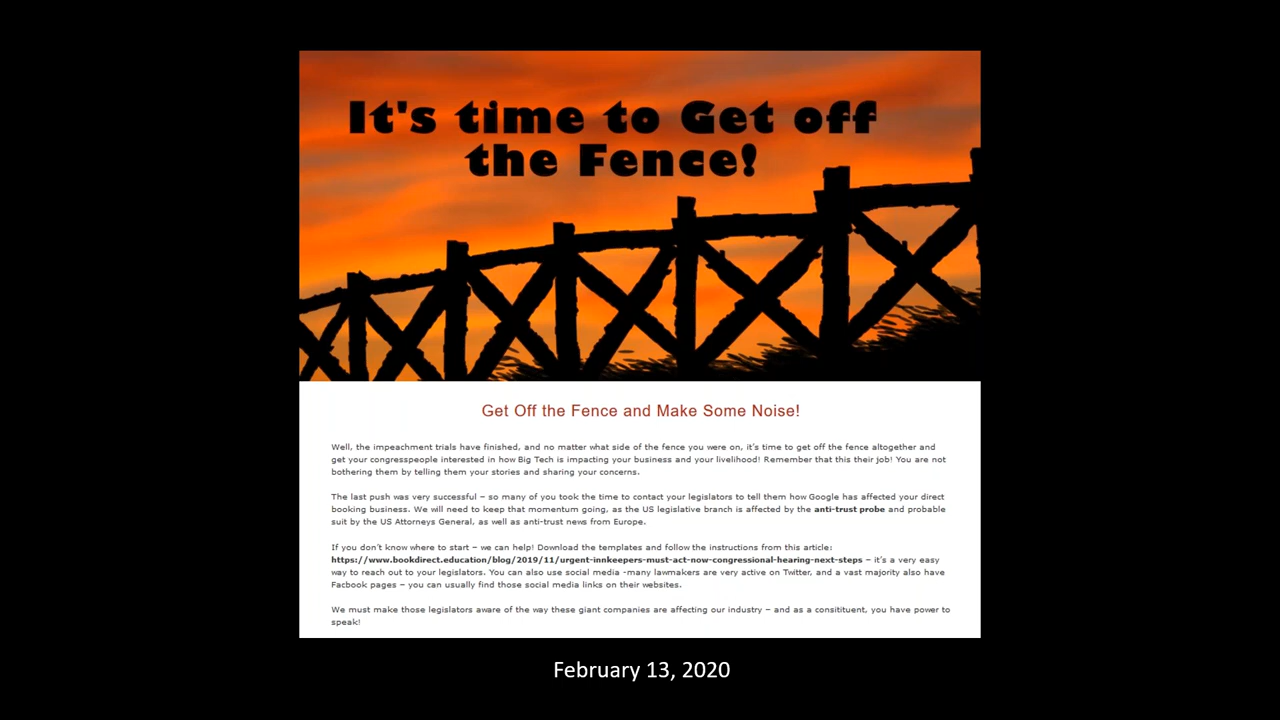 It's time to Get off
the Fence!
Get Off the Fence and Make Some Noise!
Well, the impeachment trials have finished, and no matter what side of the fence you were on, it's time to get off the fence altogether and
get your congresspeople interested in how Big Tech is impacting your business and your livelihood! Remember that this their job! You are not
bothering them by telling them your stories and sharing your concerns.
The last push was very successful – so many of you took the time to contact your legislators to tell them how Google has affected your direct
booking business. We will need to keep that momentum going, as the US legislative branch is affected by the anti-trust probe and probable
suit by the US Attorneys General, as well as anti-trust news from Europe.
If you don't know where to start – we can help! Download the templates and follow the instructions from this article:
https://www.bookdirect.education/blog/2019/11/urgent-innkeepers-must-act-now-congressional-hearing-next-steps – it's a very easy
way to reach out to your legislators. You can also use social media -many lawmakers are very active on Twitter, and a vast majority also have
Facbook pages – you can usually find those social media links on their websites.
We must make those legislators aware of the way these giant companies are affecting our industry – and as a consitituent, you have power to
speak!
February 13, 2020